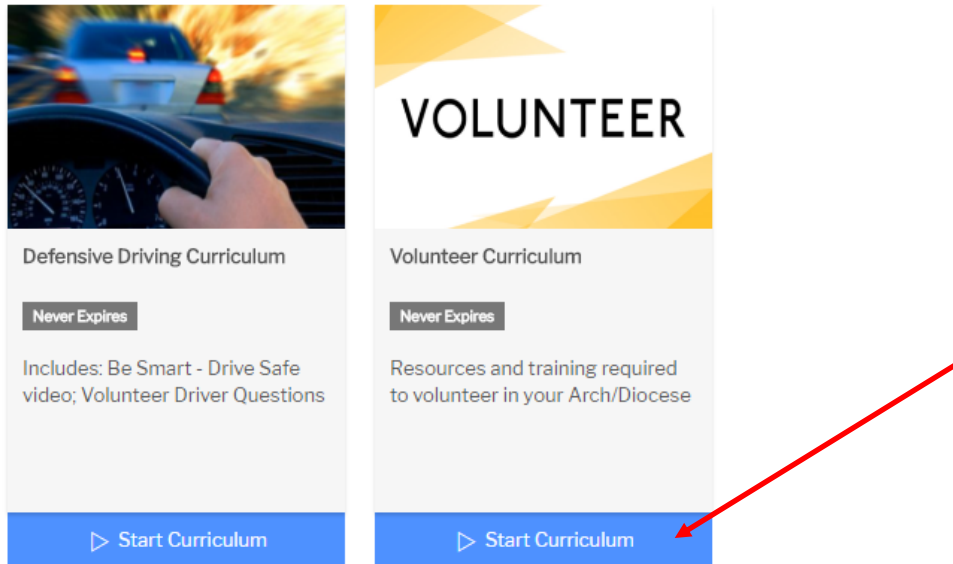 Defensive Driving Curriculum
Never Expires
Includes: Be Smart - Drive Safe
video; Volunteer Driver Questions
Start Curriculum
VOLUNTEER
Volunteer Curriculum
Never Expires
Resources and training required
to volunteer in your Arch/Diocese
Start Curriculum